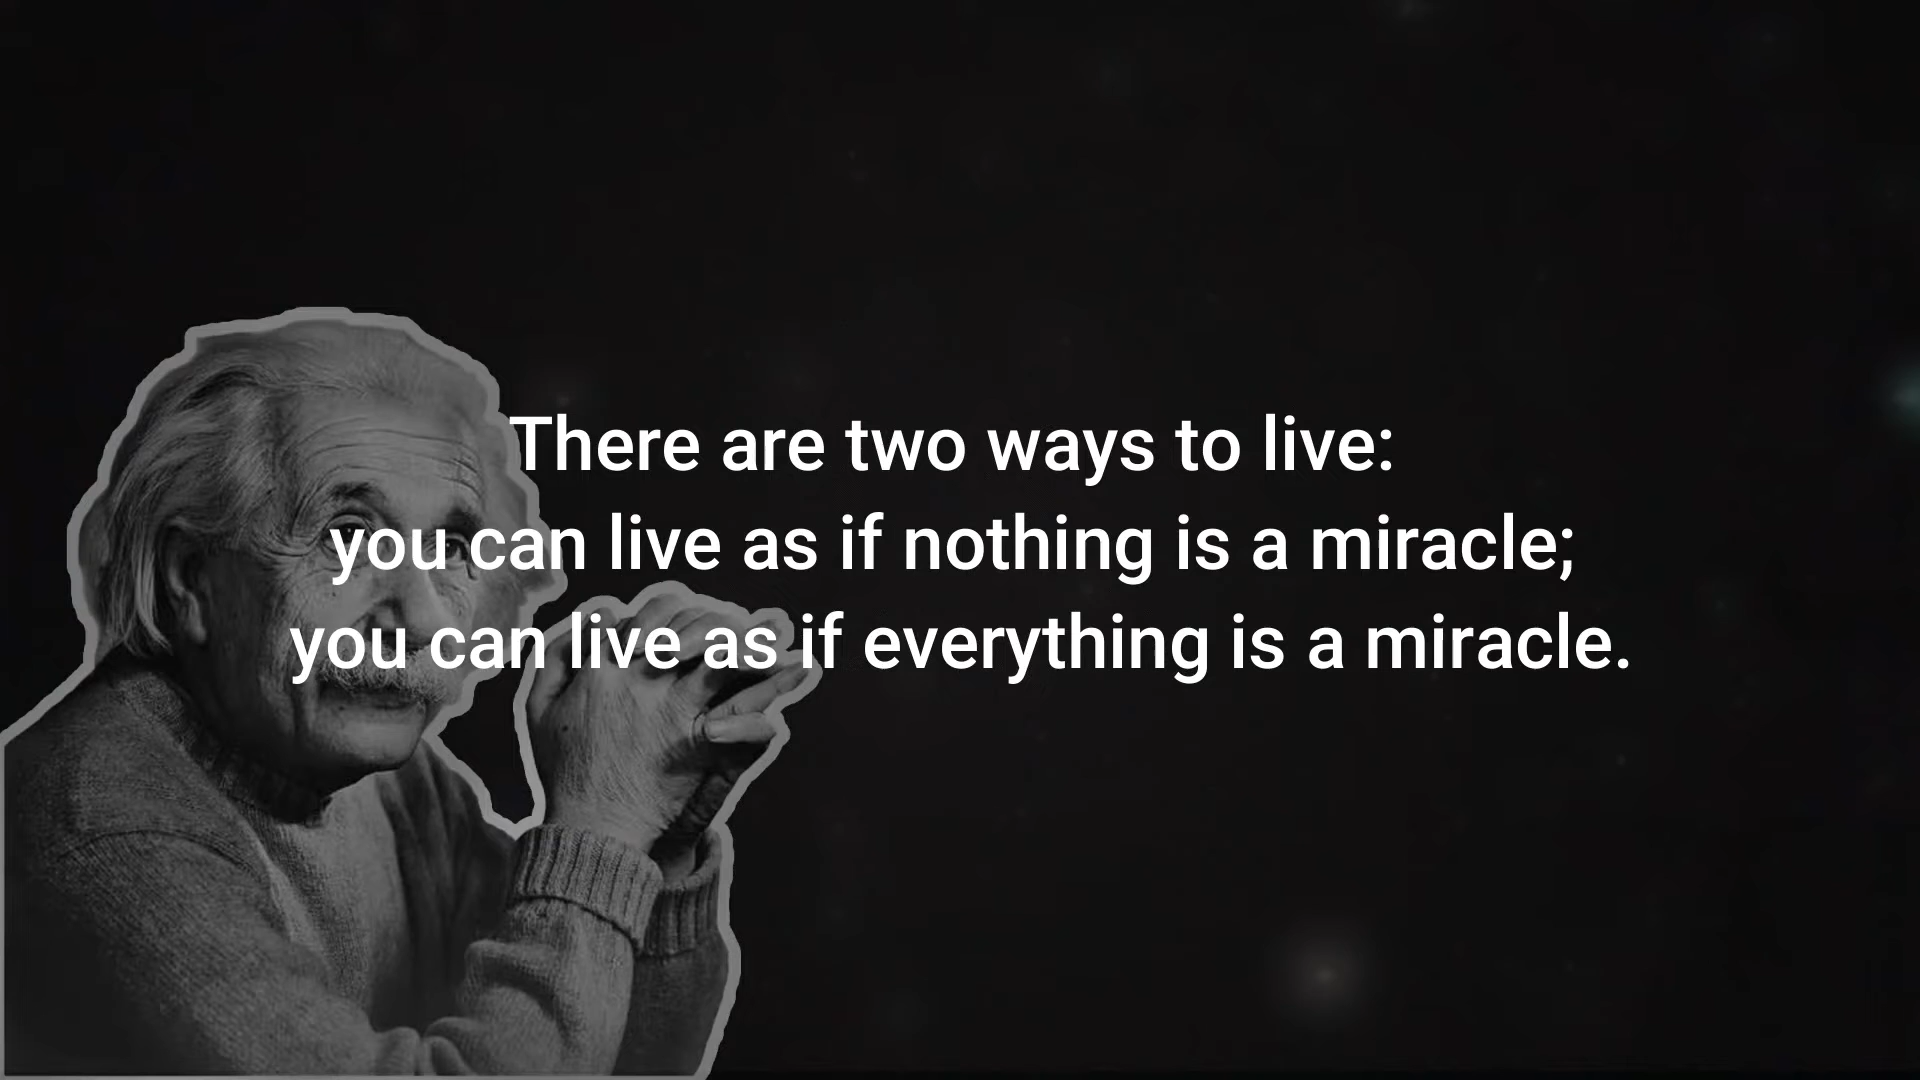 There are two ways to live:
you can live as if nothing is a miracle;
you can live as if everything is a miracle.